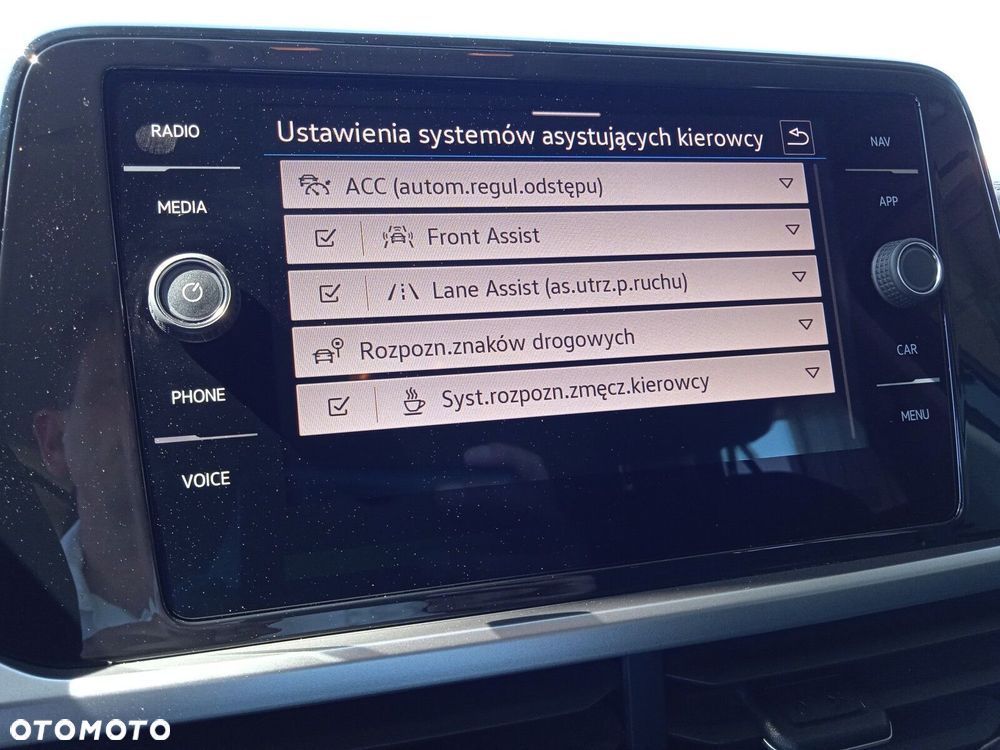 RADIO
MEDIA
PHONE
VOICE
Ustawienia systemów asystujących kierowcy
ACC (autom.regul.odstępu)
Front Assist
Lane Assist (as.utrz.p.ruchu)
Rozpozn.znaków drogowych
Syst.rozpozn.zmęcz.kierowcy
NAV
APP
CAR
MENU
OTOMOTO